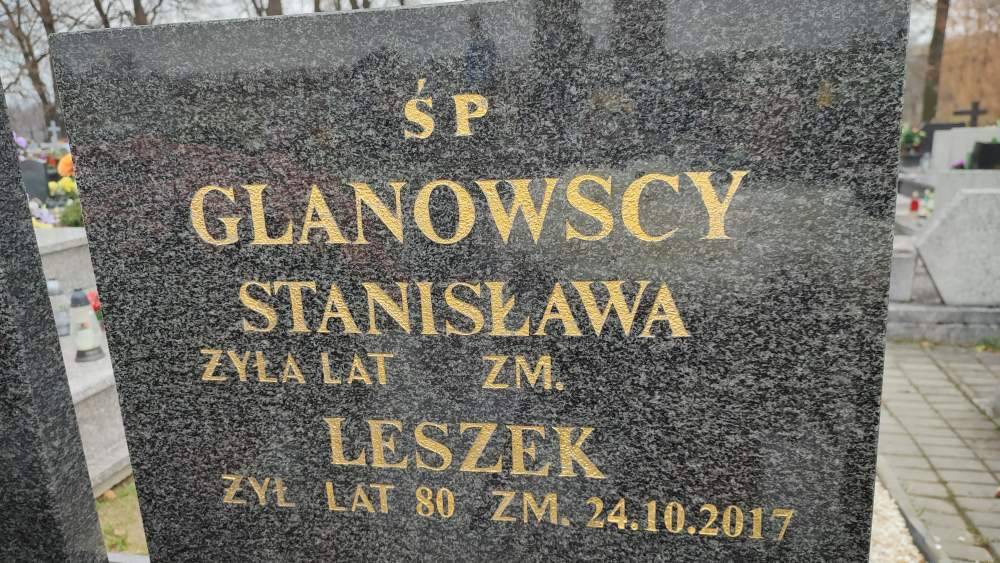 Ś P
GLANOWSCY
STANISŁAWA
ŻYŁA LAT ZM.
LESZEK
ŻYŁ LAT 80 ZM. 24.10.2017